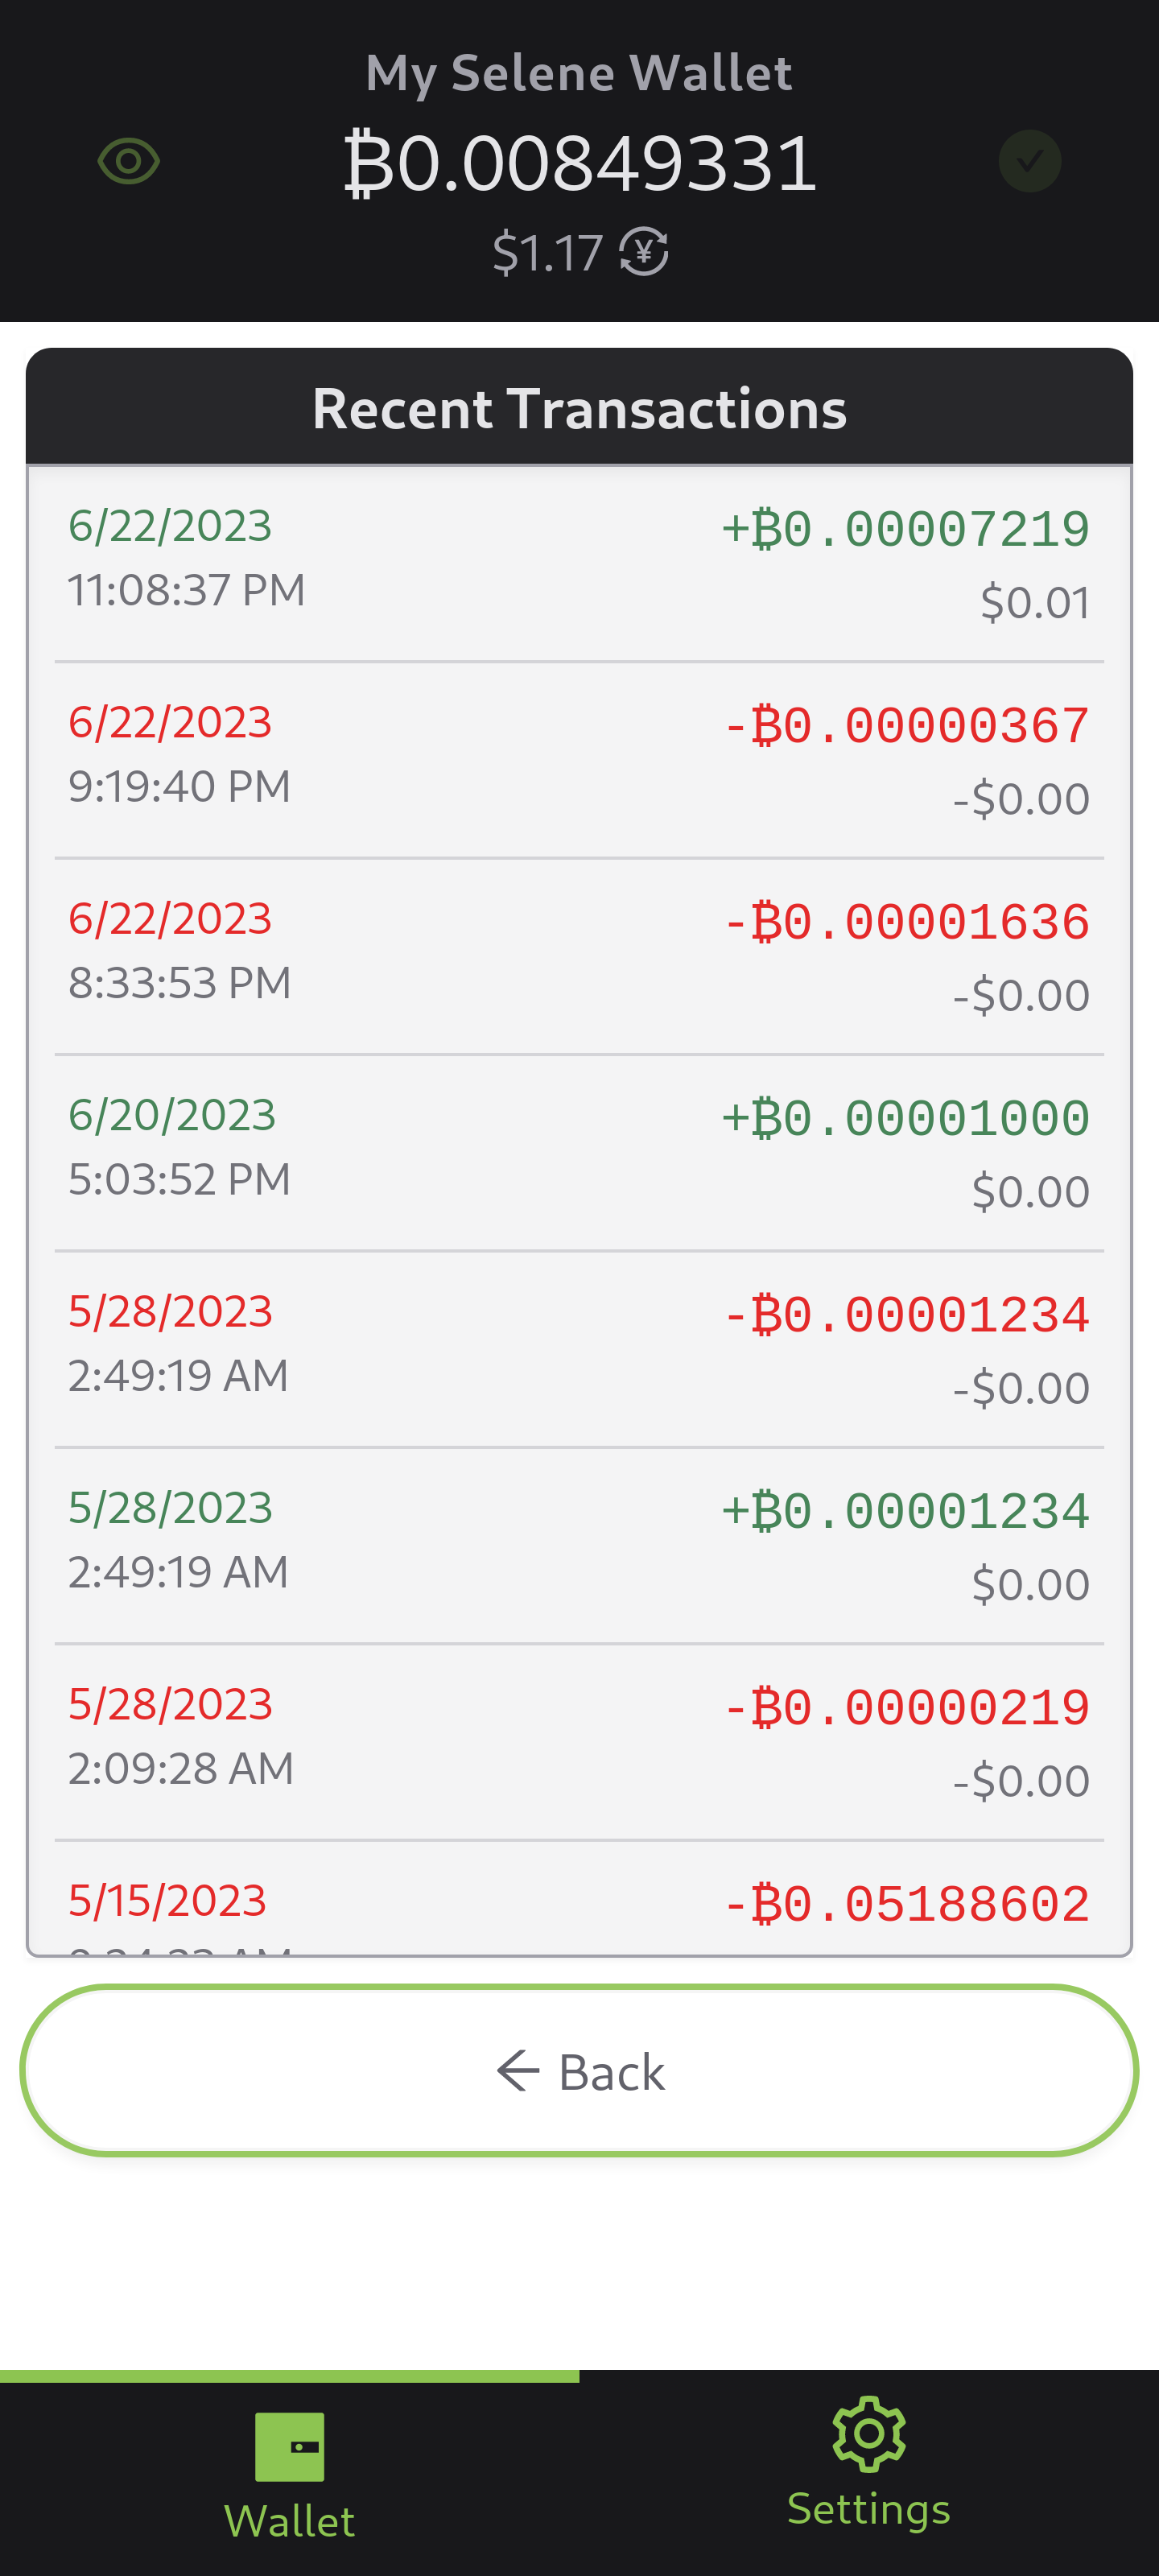 My Selene Wallet
₿0.00849331
$1.17 ¥
Recent Transactions
6/22/2023 +₿0.00007219
11:08:37 PM $0.01
6/22/2023 -₿0.00000367
9:19:40 PM -$0.00
6/22/2023 -₿0.00001636
8:33:53 PM -$0.00
6/20/2023 +₿0.00001000
5:03:52 PM $0.00
5/28/2023 -₿0.00001234
2:49:19 AM -$0.00
5/28/2023 +₿0.00001234
2:49:19 AM $0.00
5/28/2023 -₿0.00000219
2:09:28 AM -$0.00
5/15/2023 -₿0.05188602
AM
← Back
Wallet Settings